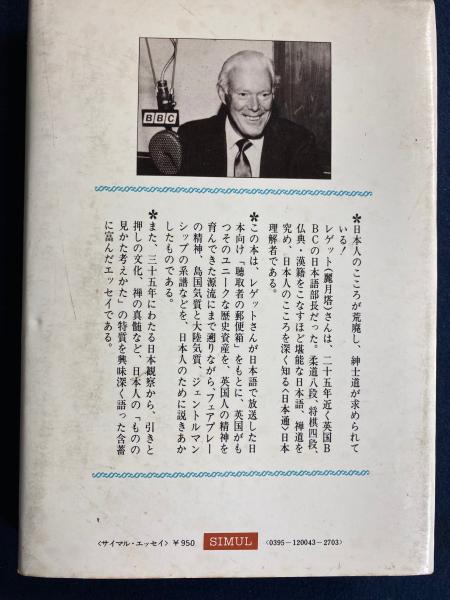 BBC
＊日本人のこころが荒廃し、紳士道が求められて
いる！
レゲット(麗月塔)さんは、二十五年近く英国B
BCの日本語部長だった。柔道八段、将棋四段、
仏典・漢籍をこなすほど堪能な日本語、禅道を
究め、日本人のこころを深く知る〈日本通〉日本
理解者である。
＊この本は、レゲットさんが日本語で放送した日
本向け「聴取者の郵便箱」をもとに、英国がも
つそのユニークな歴史資産を、英国人の精神を
育んできた源流にまで遡りながら、フェアプレー
の精神、島国気質と大陸気質、ジェントルマン
シップの系譜などを、日本人のために説きあか
したものである。
＊また、三十五年にわたる日本観察から、引きと
押しの文化、禅の真髄など、日本人の「ものの
見かた考えかた」の特質を興味深く語った含蓄
に富んだエッセイである。
〈サイマル・エッセイ〉 ￥950 SIMUL 〈0395－120043－2703〉